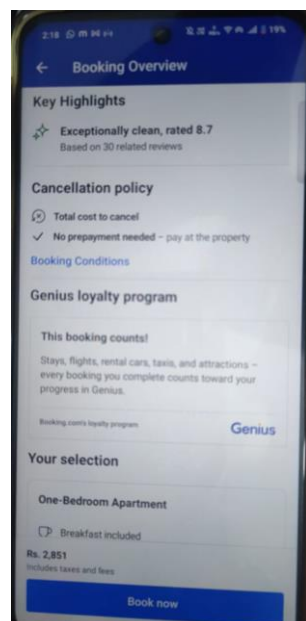 2:18
19%
Booking Overview
Key Highlights
Exceptionally clean, rated 8.7
Based on 30 related reviews
Cancellation policy
Total cost to cancel
No prepayment needed – pay at the property
Booking Conditions
Genius loyalty program
This booking counts!
Stays, flights, rental cars, taxis, and attractions –
every booking you complete counts toward your
progress in Genius.
Booking.com's loyalty program
Genius
Your selection
One-Bedroom Apartment
Breakfast included
Rs. 2,851
Includes taxes and fees
Book now